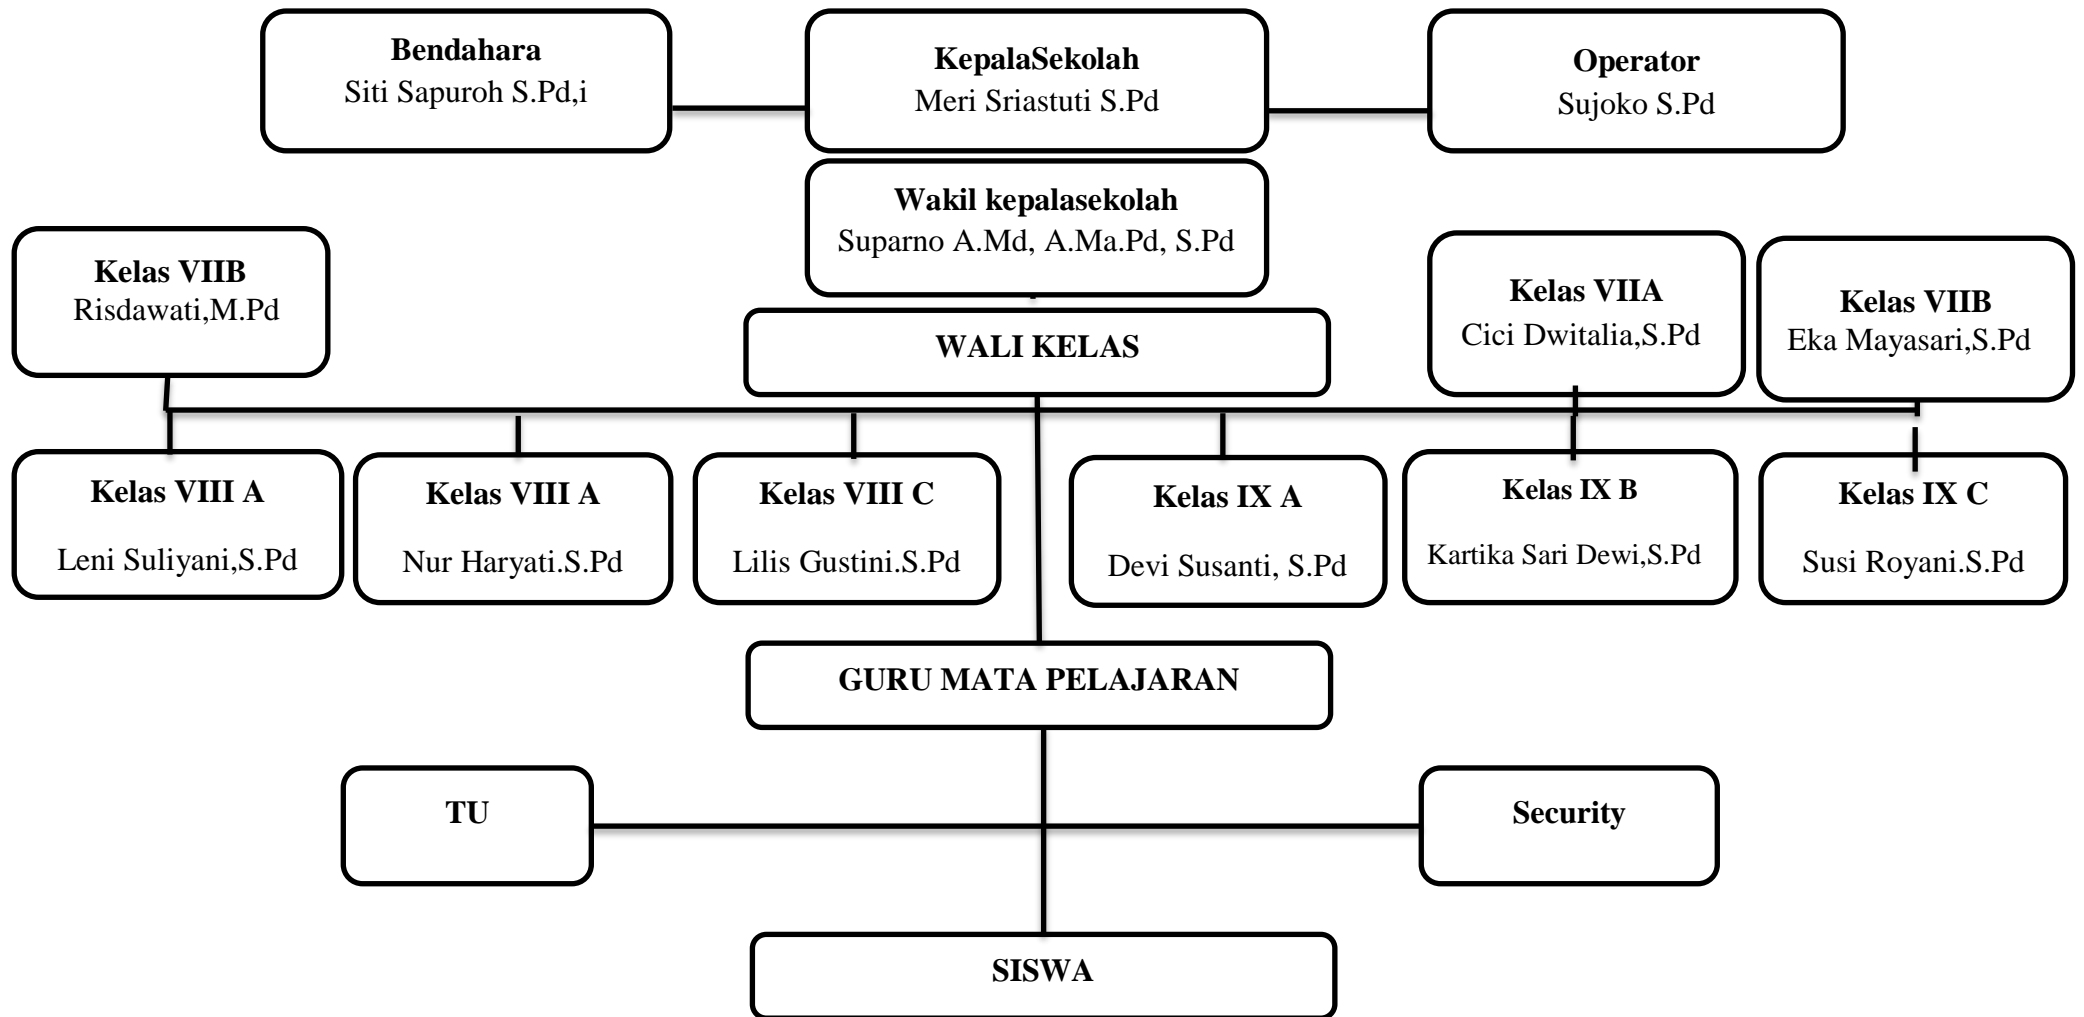 Bendahara
Siti Sapuroh S.Pd,i
KepalaSekolah
Meri Sriastuti S.Pd
Operator
Sujoko S.Pd
Wakil kepalasekolah
Suparno A.Md, A.Ma.Pd, S.Pd
Kelas VIIB
Risdawati,M.Pd
WALI KELAS
Kelas VIIA
Cici Dwitalia,S.Pd
Kelas VIIB
Eka Mayasari,S.Pd
Kelas VIII A
Leni Suliyani,S.Pd
Kelas VIII A
Nur Haryati.S.Pd
Kelas VIII C
Lilis Gustini.S.Pd
Kelas IX A
Devi Susanti, S.Pd
Kelas IX B
Kartika Sari Dewi,S.Pd
Kelas IX C
Susi Royani.S.Pd
GURU MATA PELAJARAN
TU
Security
SISWA